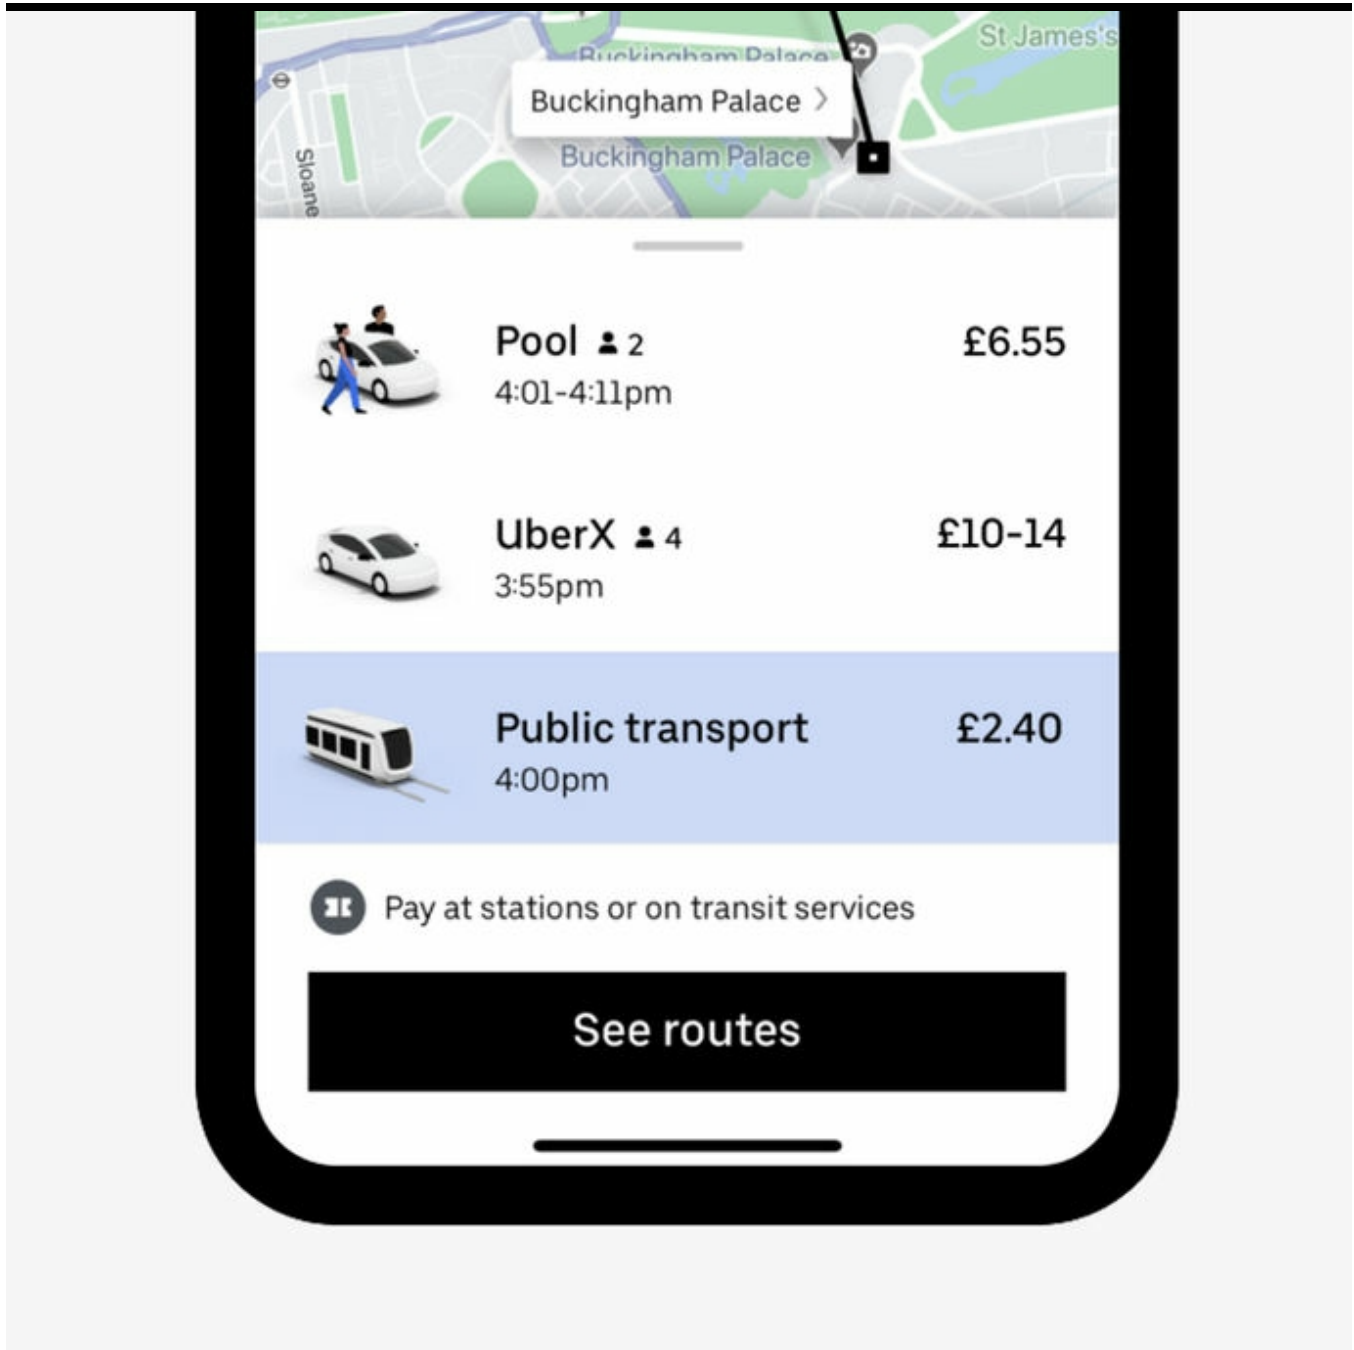 St James's
Buckingham Palace
Buckingham Palace
Buckingham Palace
Sloane
Pool 2
£6.55
4:01-4:11pm
UberX 4
£10-14
3:55pm
Public transport
£2.40
4:00pm
Pay at stations or on transit services
See routes